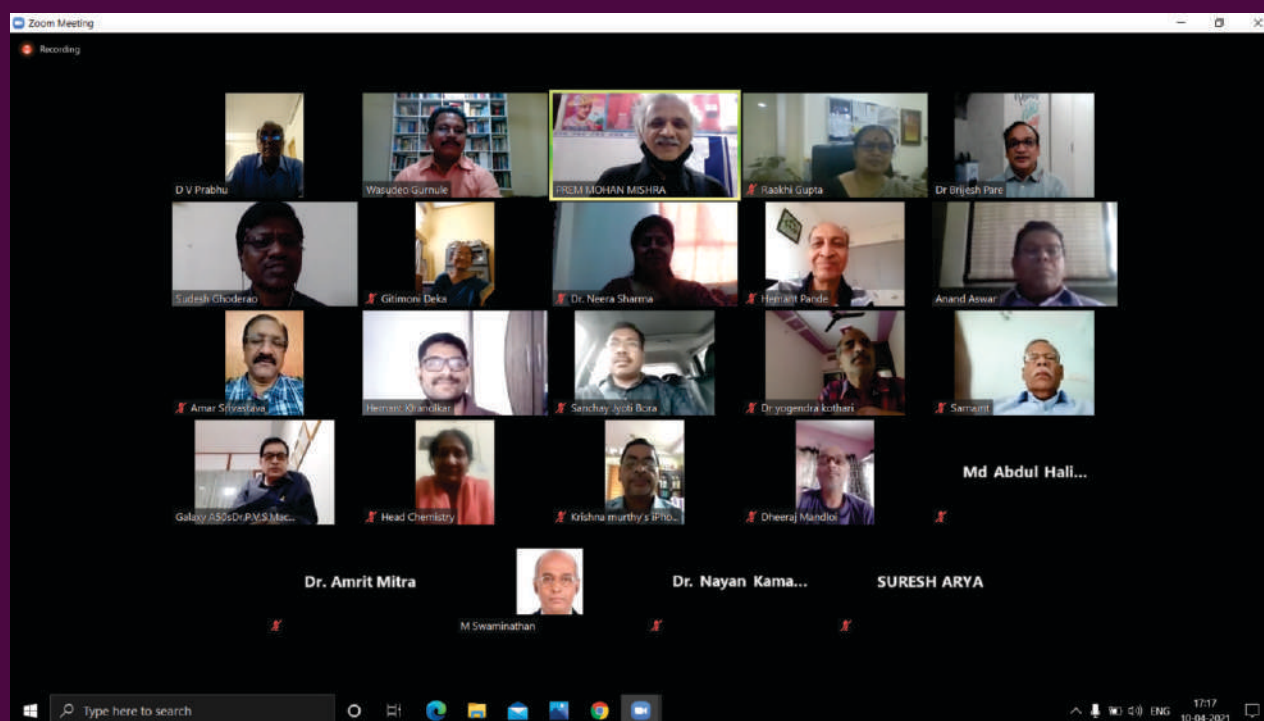 Zoom Meeting
Recording
D V Prabhu
Wasudeo Gurnule
PREM MOHAN MISHRA
Raakhi Gupta
Dr Brijesh Pare
Sudesh Ghoderao
Gitimoni Deka
Dr. Neera Sharma
Hemant Pande
Anand Aswar
Amar Srivastava
Hemant Khanolkar
Sanchay Jyoti Bora
Dr yogendra kothari
Samant
Galaxy A50sDr.P.V.S.Mac...
Head Chemistry
Krishna murthy's iPho...
Dheeraj Mandloi
Md Abdul Hali...
Dr. Amrit Mitra
M Swaminathan
Dr. Nayan Kama...
SURESH ARYA
Type here to search
ENG
17:17
10-04-2021